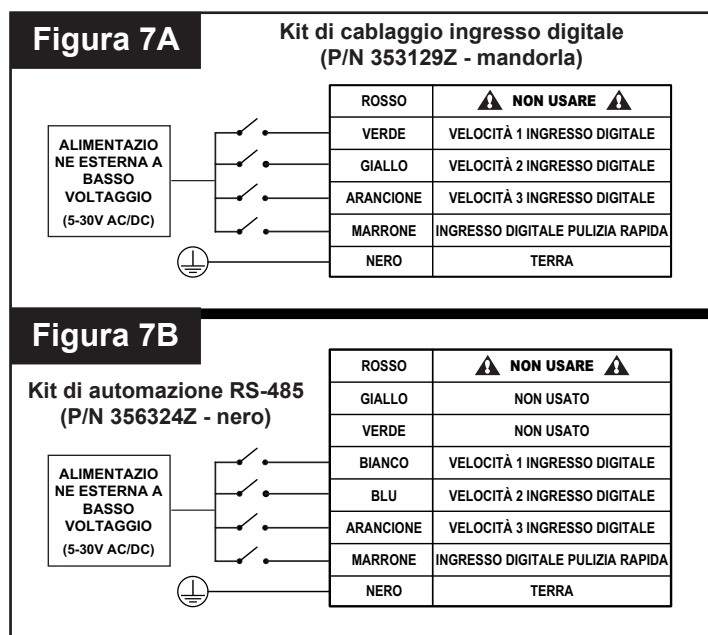 Figura 7A
Kit di cablaggio ingresso digitale
(P/N 353129Z - mandorla)
ALIMENTAZIO
NE ESTERNA A
BASSO
VOLTAGGIO
(5-30V AC/DC)
ROSSO NON USARE
VERDE VELOCITÀ 1 INGRESSO DIGITALE
GIALLO VELOCITÀ 2 INGRESSO DIGITALE
ARANCIONE VELOCITÀ 3 INGRESSO DIGITALE
MARRONE INGRESSO DIGITALE PULIZIA RAPIDA
NERO TERRA
Figura 7B
Kit di automazione RS-485
(P/N 356324Z - nero)
ALIMENTAZIO
NE ESTERNA A
BASSO
VOLTAGGIO
(5-30V AC/DC)
ROSSO NON USARE
GIALLO NON USATO
VERDE NON USATO
BIANCO VELOCITÀ 1 INGRESSO DIGITALE
BLU VELOCITÀ 2 INGRESSO DIGITALE
ARANCIONE VELOCITÀ 3 INGRESSO DIGITALE
MARRONE INGRESSO DIGITALE PULIZIA RAPIDA
NERO TERRA